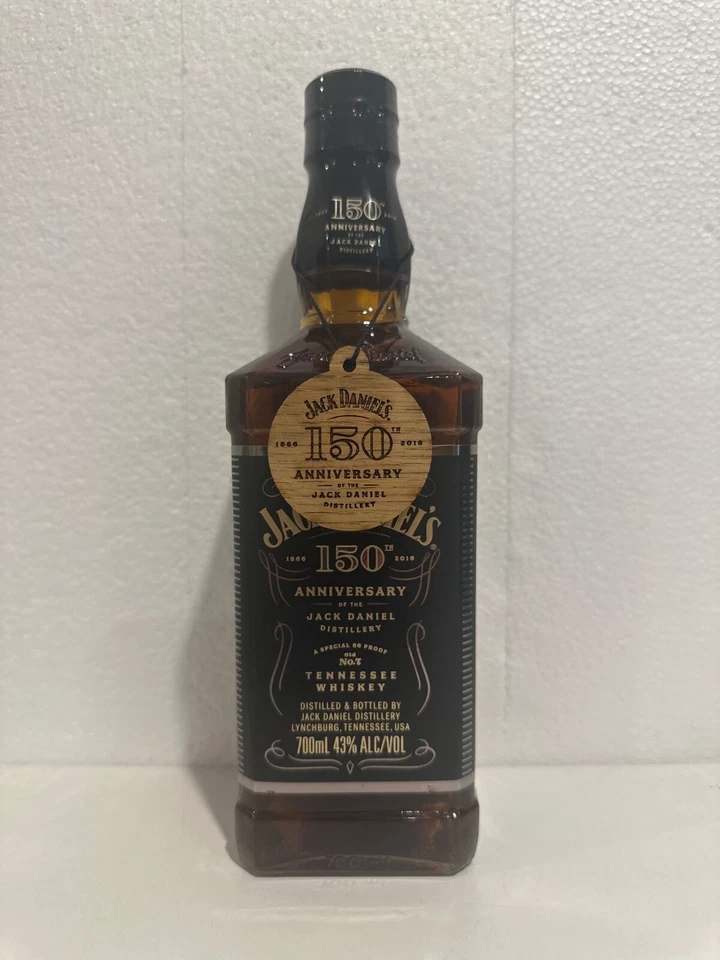 150TH
ANNIVERSARY
OF THE
JACK DANIEL
DISTILLERY
JACK DANIEL'S.
1866 150TH 2016
ANNIVERSARY
OF THE
JACK DANIEL
DISTILLERY
1866 150TH 2016
ANNIVERSARY
OF THE
JACK DANIEL
DISTILLERY
A SPECIAL 86 PROOF
Old
No.7
TENNESSEE
WHISKEY
DISTILLED & BOTTLED BY
JACK DANIEL DISTILLERY
LYNCHBURG, TENNESSEE, USA
700mL 43% ALC/VOL